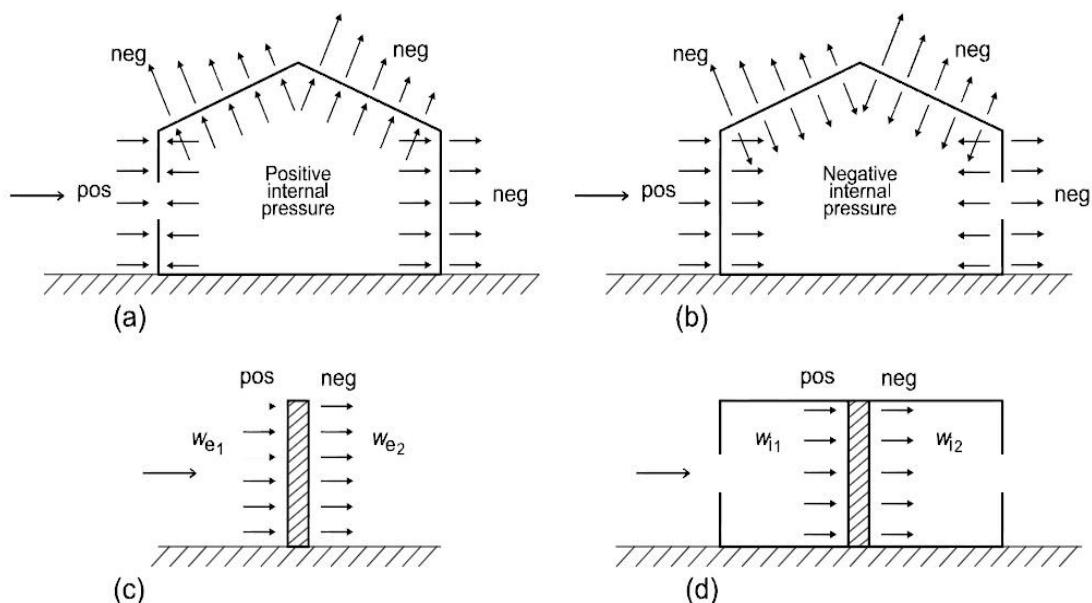 neg
neg
pos
Positive
internal
pressure
neg
(a)
neg
neg
pos
Negative
internal
pressure
neg
(b)
pos
neg
we1
we2
(c)
pos
neg
wi1
wi2
(d)